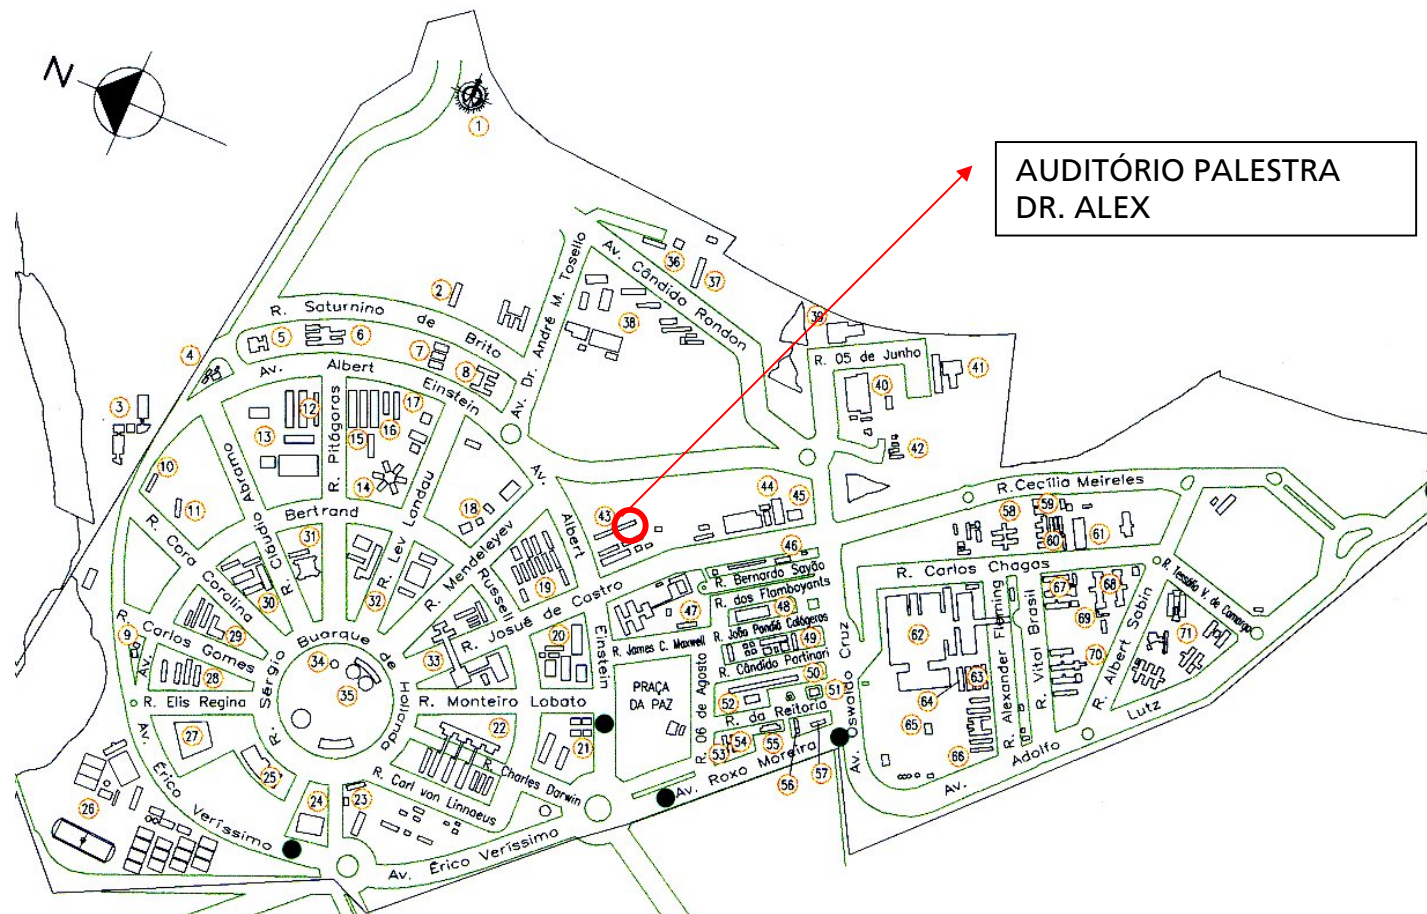 N
1
AUDITÓRIO PALESTRA
DR. ALEX
2
R. Saturnino de Brito
Av. Dr. André M. Tosello
Av. Cândido Rondon
36
37
38
39
3
4
5
6
7
8
Av. Albert Einstein
R. 05 de Junho
40
41
42
10
11
12
13
14
15
16
17
18
R. Pitágoras
R. Cláudio Abramo
R. Lev Landau
R. Mendeleyev
Bertrand Russell
Av. Albert Einstein
43
44
45
46
R. Cecília Meireles
58
59
60
61
R. Cora Coralina
R. Carlos Gomes
31
30
32
19
R. Josué de Castro
R. Bernardo Sayão
R. dos Flamboyants
R. Carlos Chagas
R. Tessália V. de Camargo
9
29
28
33
20
47
48
R. João Pandiá Calógeras
49
R. James C. Maxwell
R. Cândido Portinari
50
51
62
67
68
69
70
71
34
35
R. Sérgio Buarque de Holanda
R. Elis Regina
R. Monteiro Lobato
PRAÇA
DA PAZ
R. 06 de Agosto
52
R. da Reitoria
53
54
55
56
57
Av. Oswaldo Cruz
63
64
65
66
R. Alexander Fleming
R. Vital Brasil
R. Albert Sabin
Av. Adolfo Lutz
27
25
22
21
R. Charles Darwin
R. Carl von Linnaeus
Av. Roxo Moreira
26
24
23
Av. Érico Veríssimo
Av. Érico Veríssimo